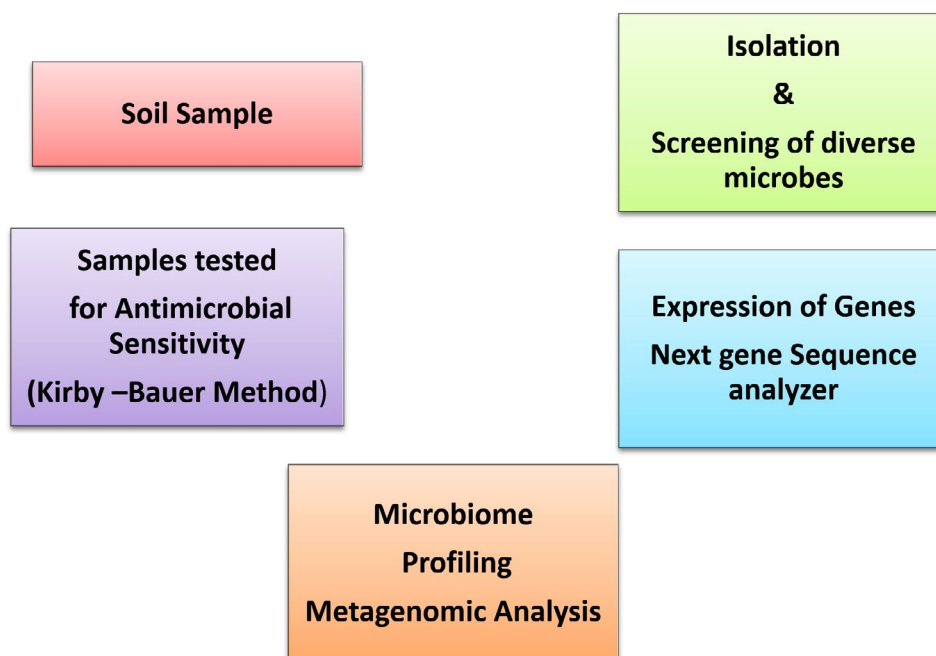 Soil Sample
Isolation
&
Screening of diverse
microbes
Samples tested
for Antimicrobial
Sensitivity
(Kirby –Bauer Method)
Expression of Genes
Next gene Sequence
analyzer
Microbiome
Profiling
Metagenomic Analysis